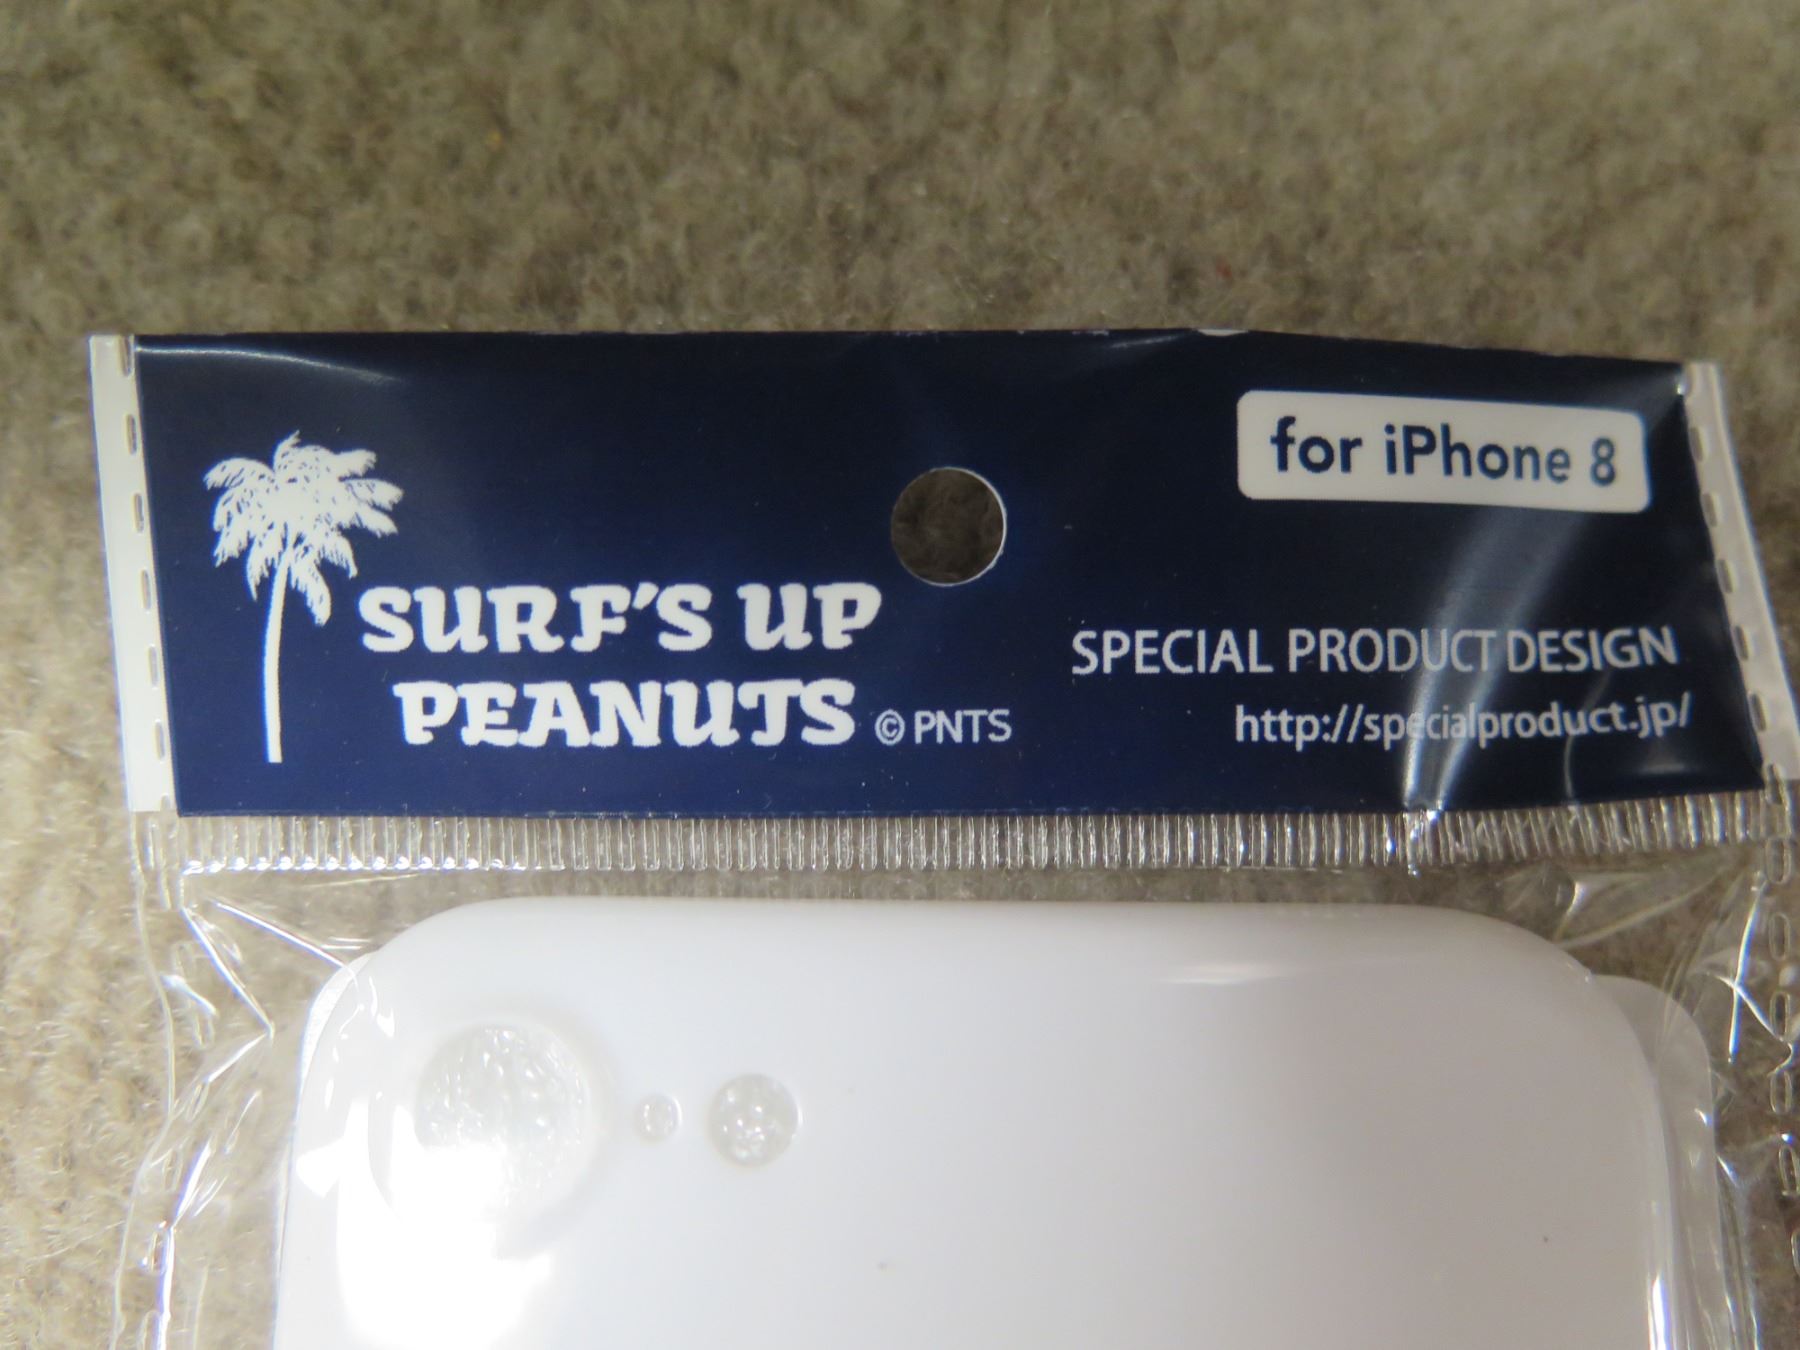 for iPhone 8
SURF'S UP
PEANUTS © PNTS
SPECIAL PRODUCT DESIGN
http://specialproduct.jp/